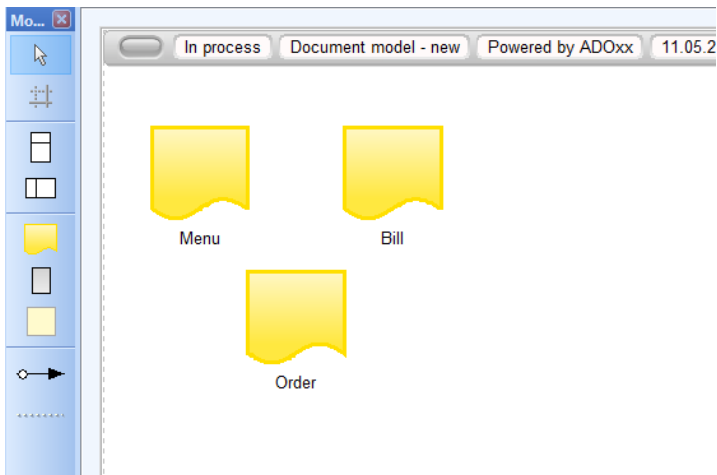 Mo...
In process
Document model - new
Powered by ADOxx
11.05.2
Menu
Bill
Order